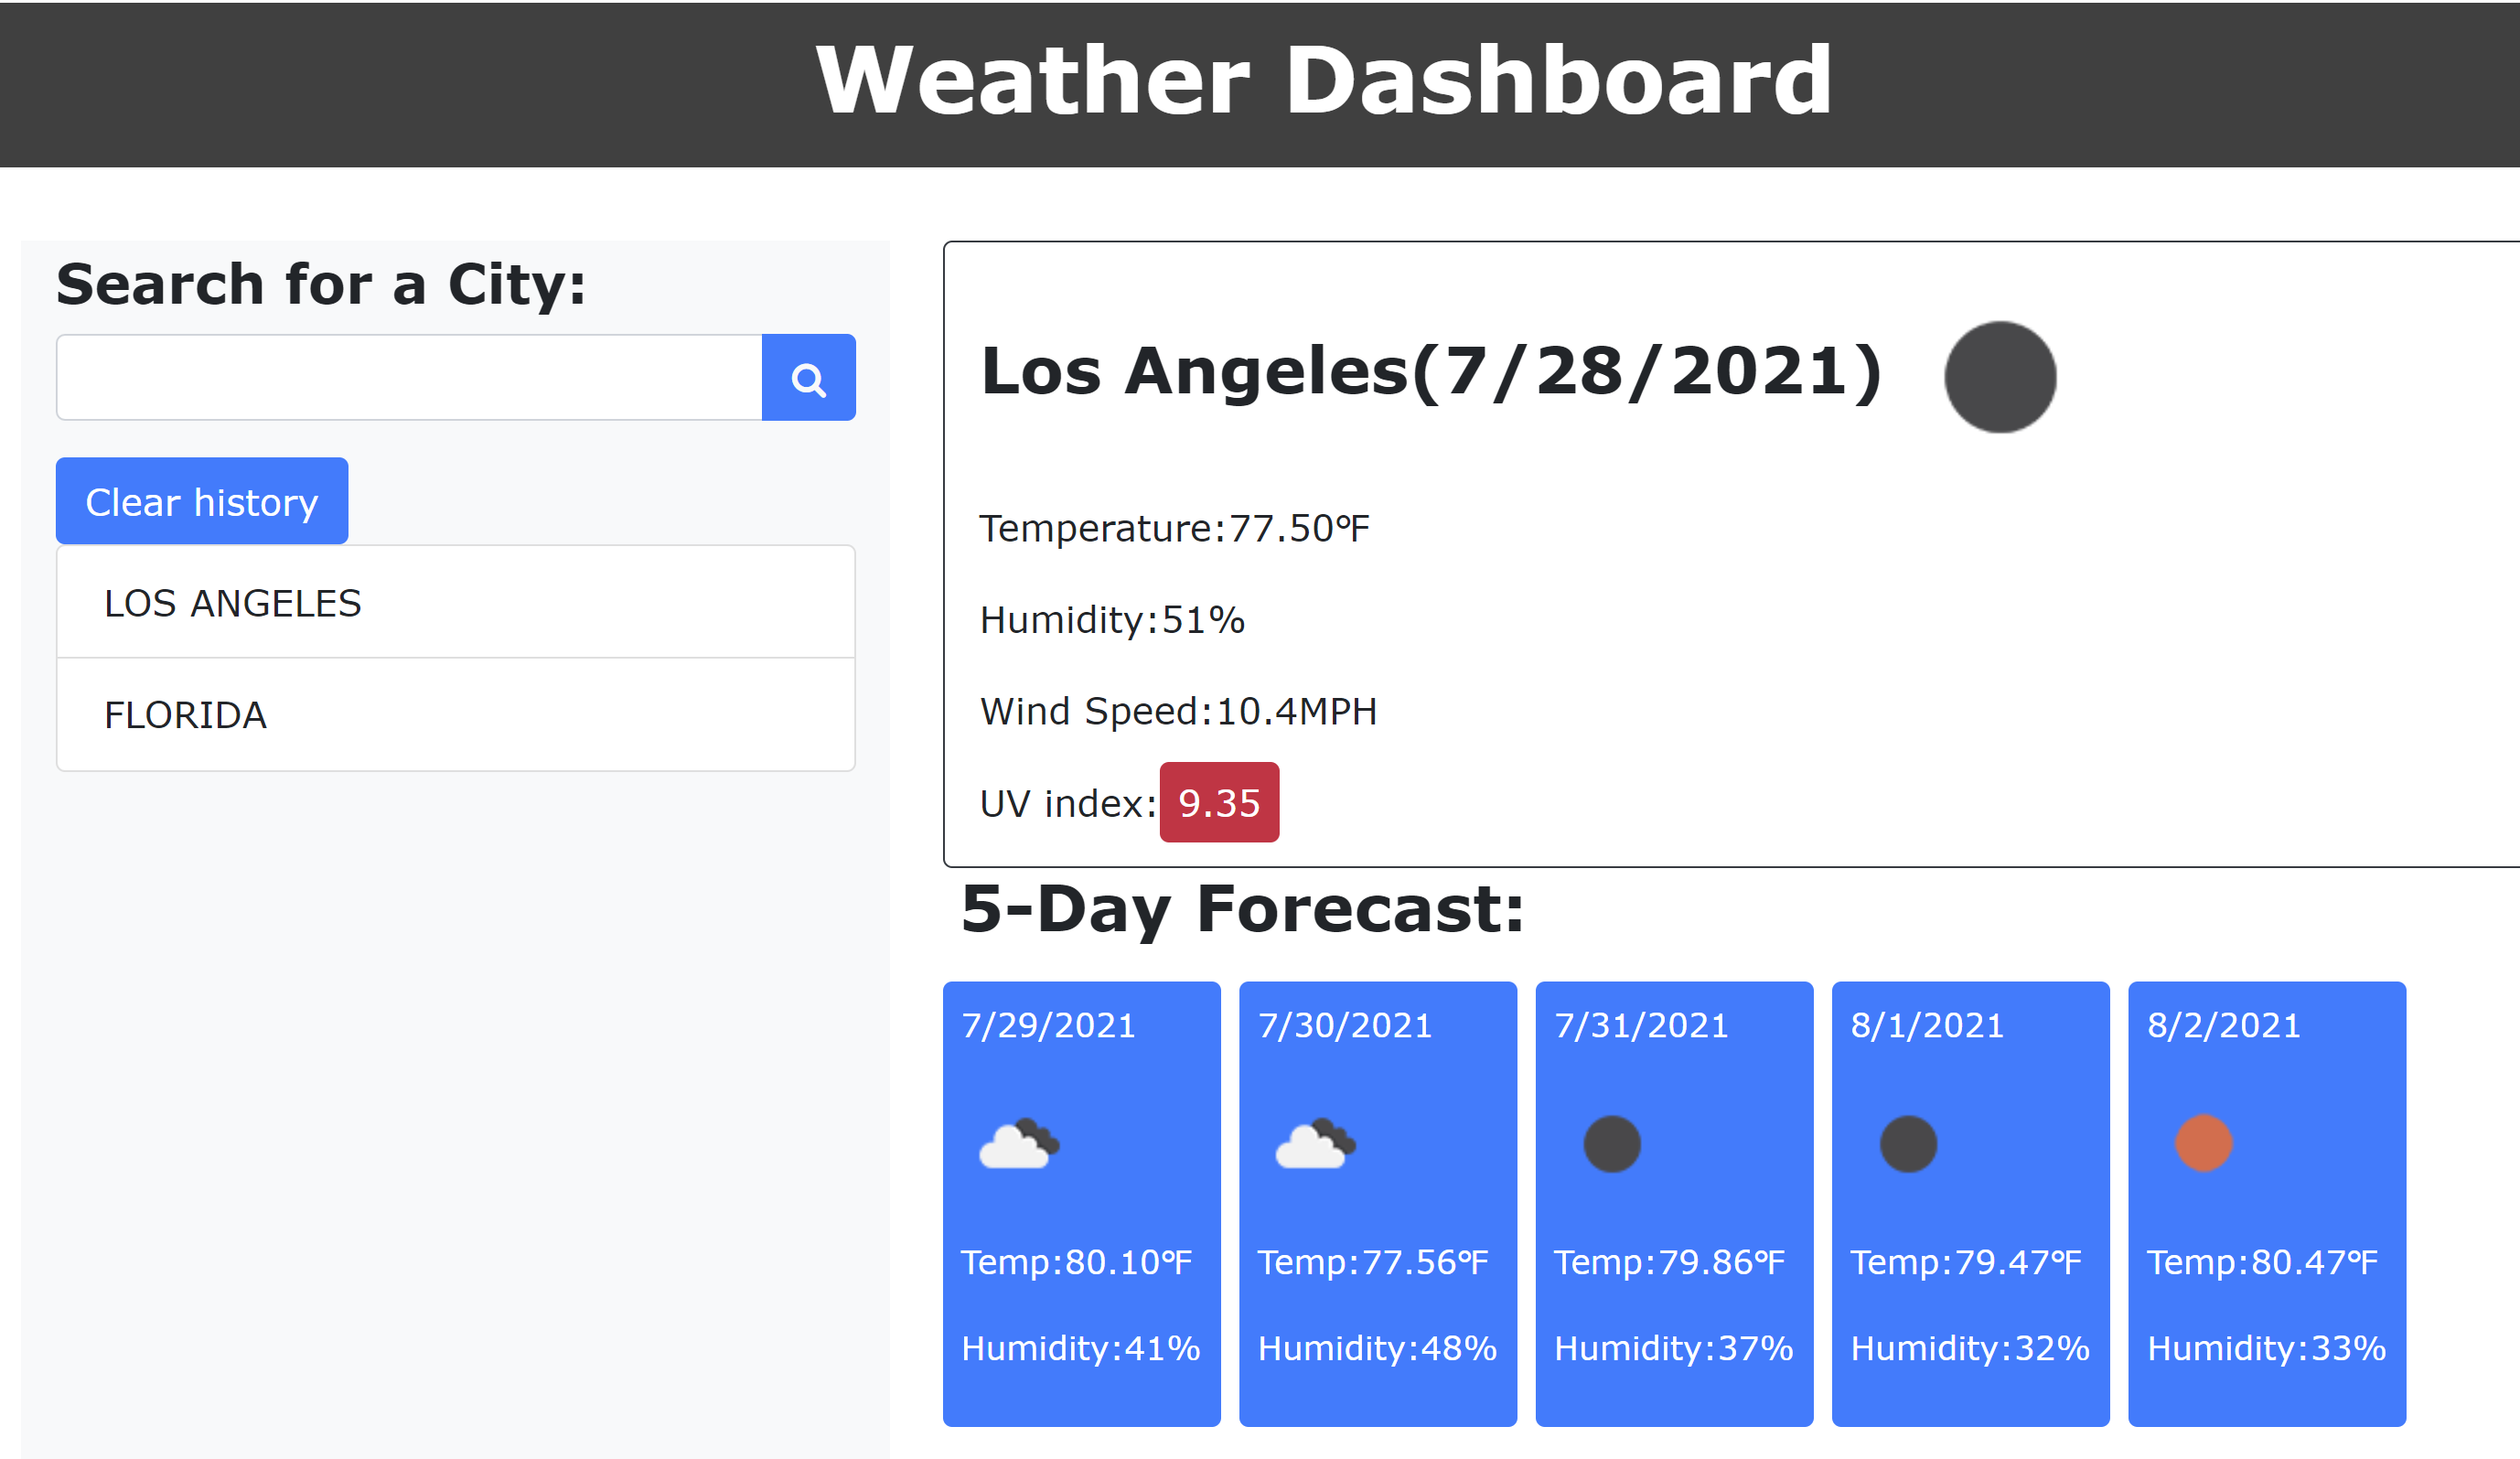 Weather Dashboard
Search for a City:
Clear history
LOS ANGELES
FLORIDA
Los Angeles(7/28/2021)
Temperature:77.50℉
Humidity:51%
Wind Speed:10.4MPH
UV index:9.35
5-Day Forecast:
7/29/2021
Temp:80.10℉
Humidity:41%
7/30/2021
Temp:77.56℉
Humidity:48%
7/31/2021
Temp:79.86℉
Humidity:37%
8/1/2021
Temp:79.47℉
Humidity:32%
8/2/2021
Temp:80.47℉
Humidity:33%